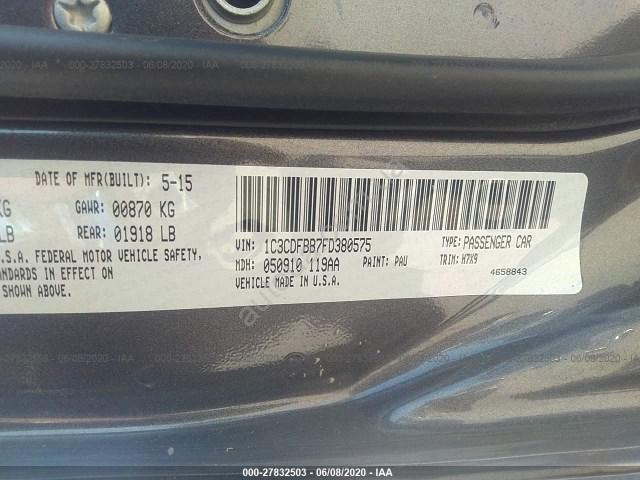 000-27832503 - 06/08/2020 - IAA
DATE OF MFR(BUILT): 5-15
KG GAWR: 00870 KG
LB REAR: 01918 LB
U.S.A. FEDERAL MOTOR VEHICLE SAFETY,
STANDARDS IN EFFECT ON
SHOWN ABOVE.
VIN: 1C3CDFBB7FD380575 TYPE: PASSENGER CAR
MDH: 050910 119AA PAINT: PAU TRIM: H7X9
VEHICLE MADE IN U.S.A. 4658843
IAA 000-27832503 - 06/08/2020 - IAA
000-27832503 - 06/08/2020 - IAA